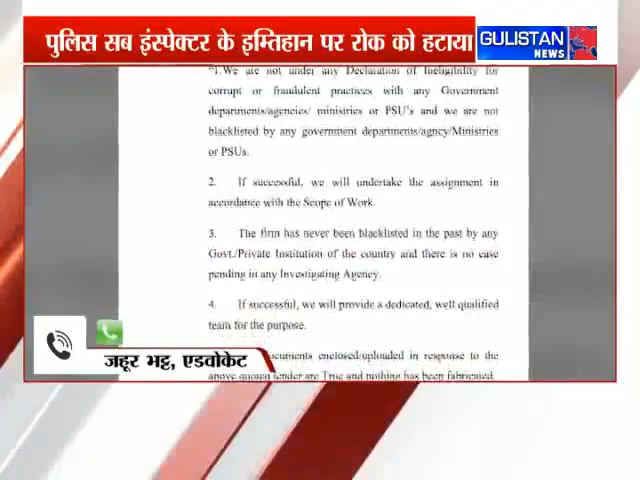 पुलिस सब इंस्पेक्टर के इम्तिहान पर रोक को हटाया
GULISTAN
NEWS
"1.We are not under any Declaration of Ineligibility for
corrupt or fraudulent practices with any Government
departments/agencies/ ministries or PSU's and we are not
blacklisted by any government departments/agncy/Ministries
or PSUs.
2. If successful, we will undertake the assignment in
accordance with the Scope of Work.
3. The firm has never been blacklisted in the past by any
Govt./Private Institution of the country and there is no case
pending in any Investigating Agency.
4. If successful, we will provide a dedicated, well qualified
team for the purpose.
ocuments enclosed/uploaded in response to the
above quoted tender are True and nothing has been fabricated.
ज़हूर भट्ट, एडवोकेट